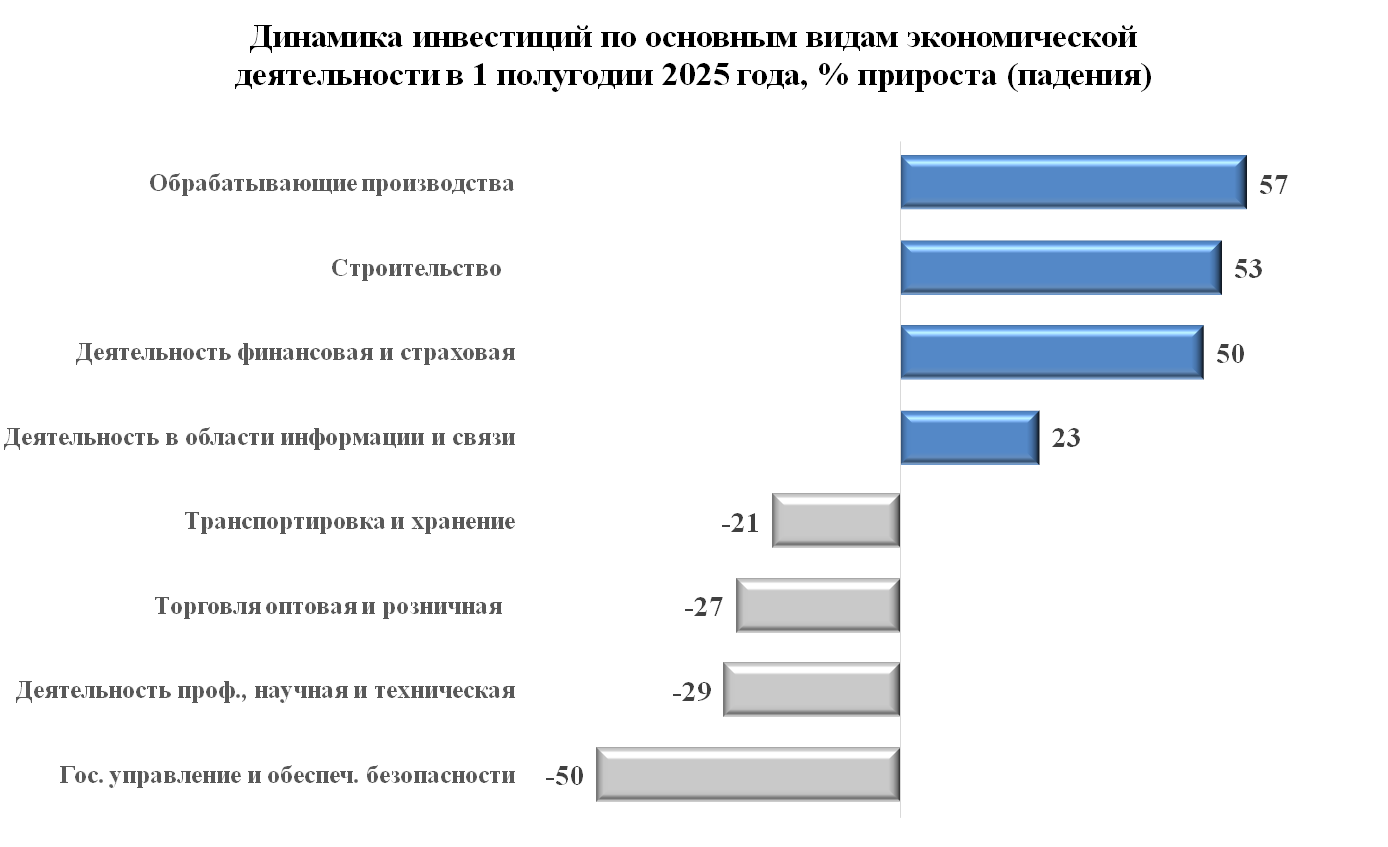 Динамика инвестиций по основным видам экономической
деятельности в 1 полугодии 2025 года, % прироста (падения)
Обрабатывающие производства 57
Строительство 53
Деятельность финансовая и страховая 50
Деятельность в области информации и связи 23
Транспортировка и хранение -21
Торговля оптовая и розничная -27
Деятельность проф., научная и техническая -29
Гос. управление и обеспеч. безопасности -50